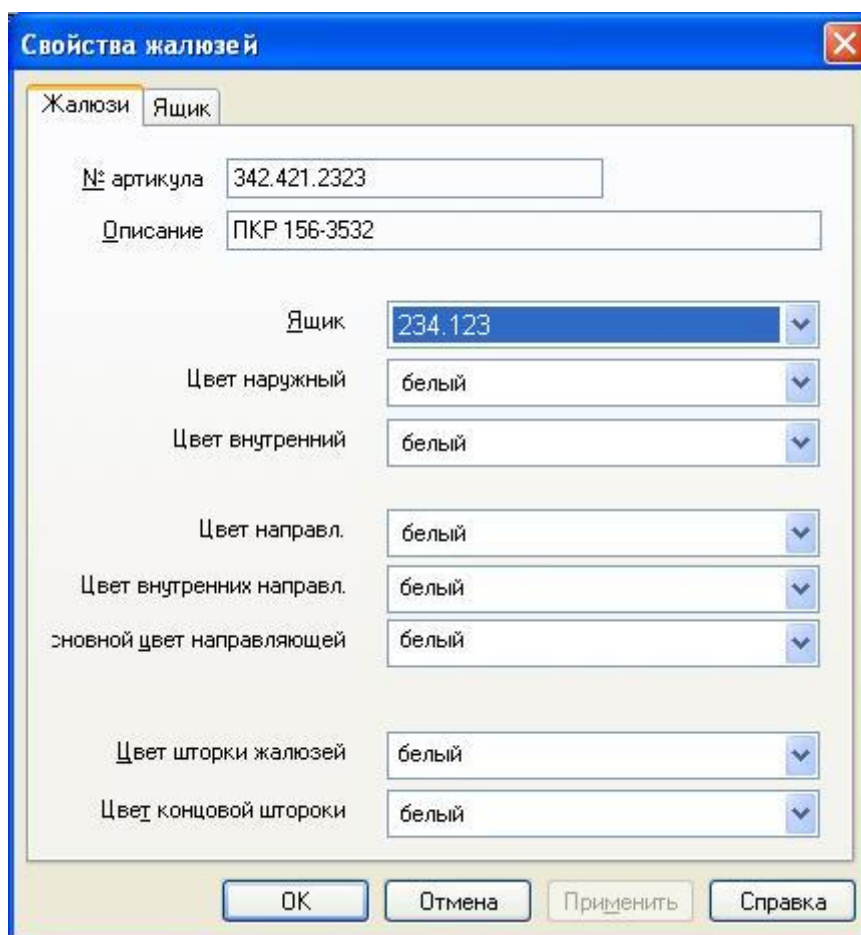 Свойства жалюзей
Жалюзи Ящик
№ артикула 342.421.2323
Описание ПКР 156-3532
Ящик 234.123
Цвет наружный белый
Цвет внутренний белый
Цвет направл. белый
Цвет внутренних направл. белый
сновной цвет направляющей белый
Цвет шторки жалюзей белый
Цвет концовой штороки белый
OK Отмена Применить Справка